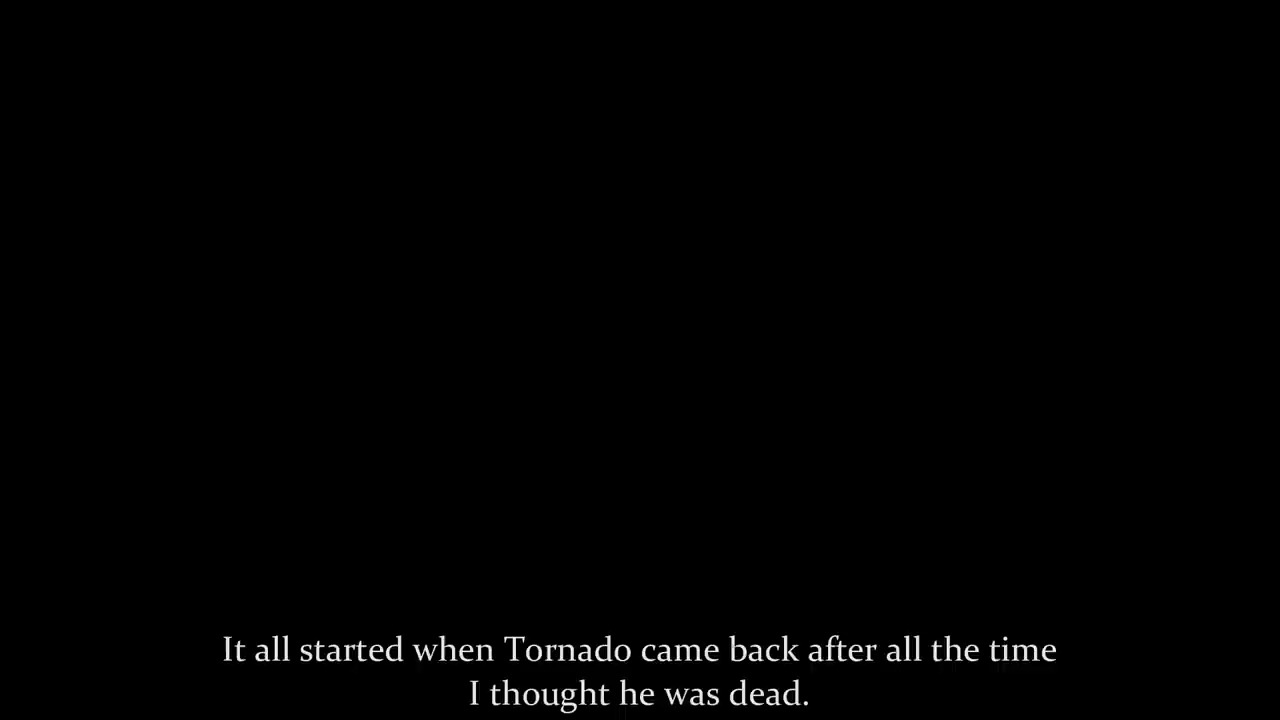 It all started when Tornado came back after all the time
I thought he was dead.